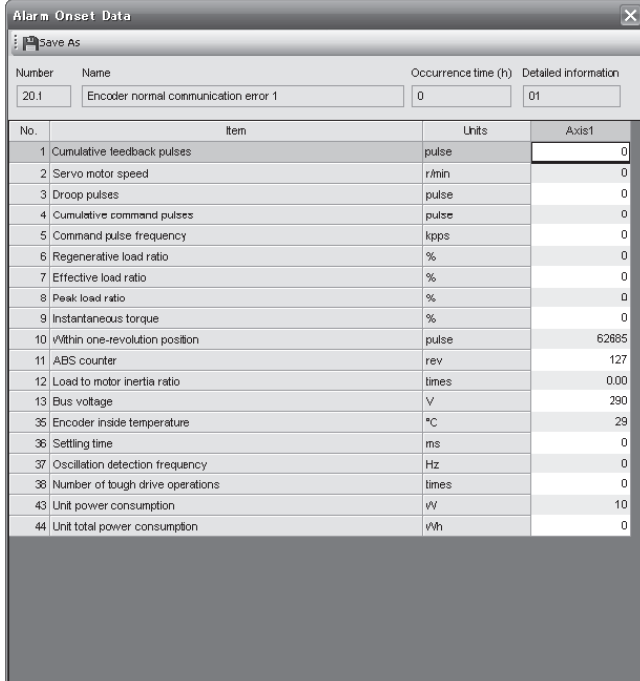 Alarm Onset Data
Save As
Number Name Occurrence time (h) Detailed information
20.1 Encoder normal communication error 1 0 01
No. Item Units Axis1
1 Cumulative feedback pulses pulse 0
2 Servo motor speed r/min 0
3 Droop pulses pulse 0
4 Cumulative command pulses pulse 0
5 Command pulse frequency kpps 0
6 Regenerative load ratio % 0
7 Effective load ratio % 0
8 Peak load ratio % 0
9 Instantaneous torque % 0
10 Within one-revolution position pulse 62685
11 ABS counter rev 127
12 Load to motor inertia ratio times 0.00
13 Bus voltage V 290
35 Encoder inside temperature °C 29
36 Settling time ms 0
37 Oscillation detection frequency Hz 0
38 Number of tough drive operations times 0
43 Unit power consumption W 10
44 Unit total power consumption Wh 0